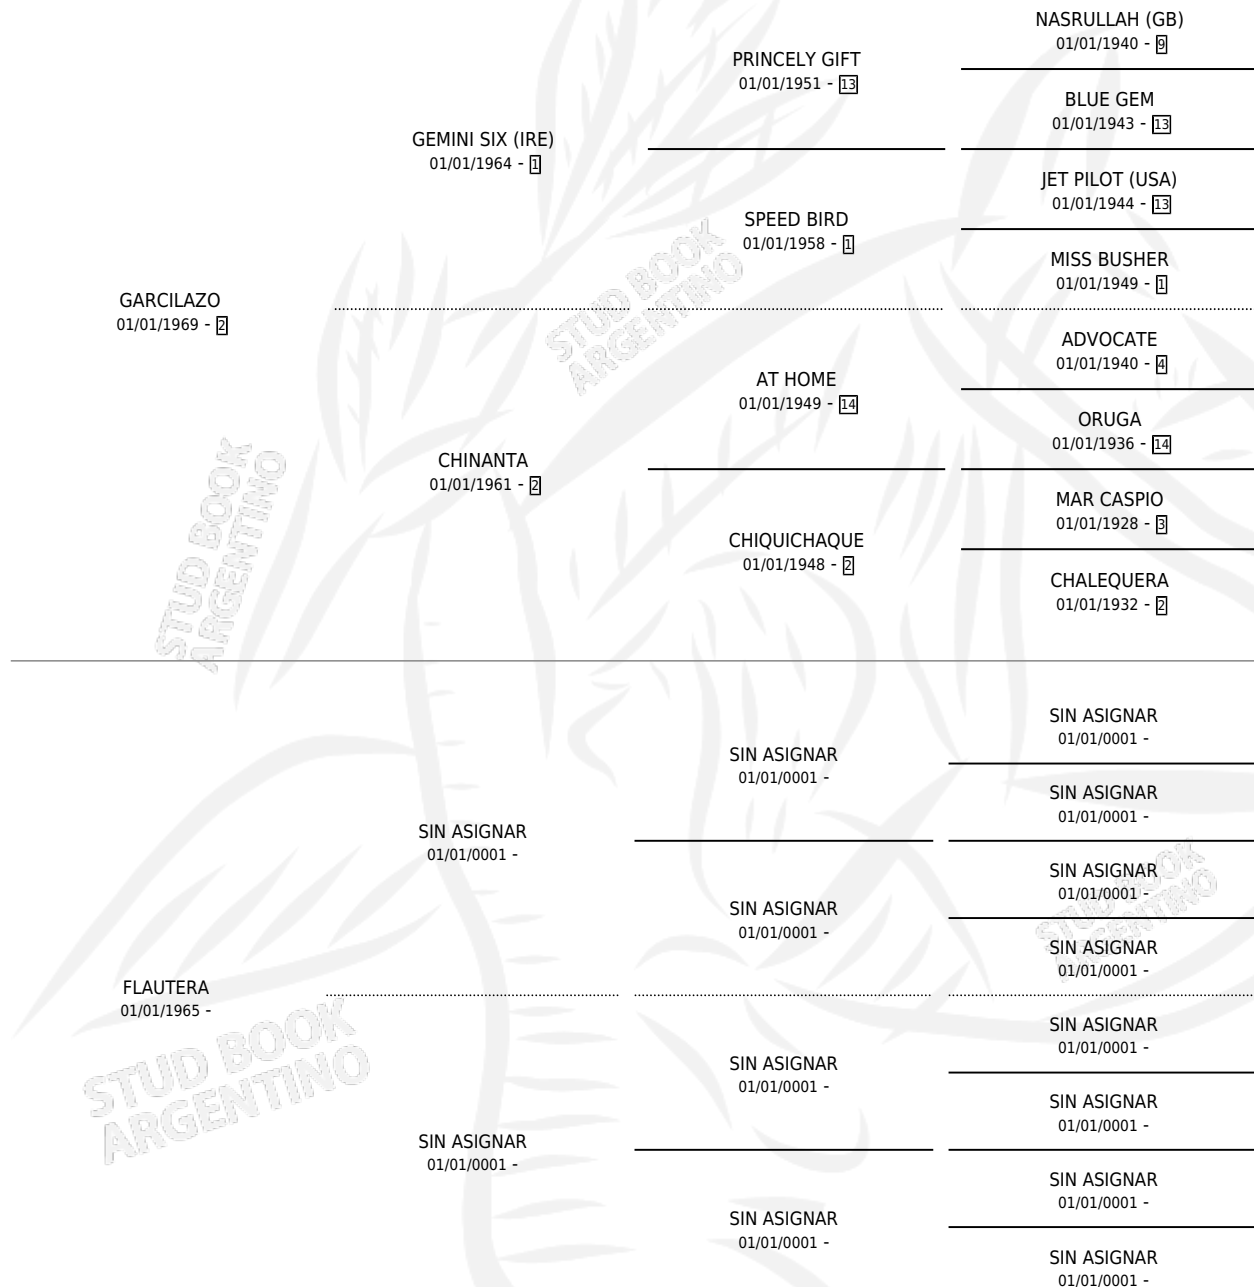 NASRULLAH (GB)
01/01/1940 - 9
PRINCELY GIFT
01/01/1951 - 13
BLUE GEM
01/01/1943 - 13
GEMINI SIX (IRE)
01/01/1964 - 1
JET PILOT (USA)
01/01/1944 - 13
SPEED BIRD
01/01/1958 - 1
MISS BUSHER
01/01/1949 - 1
GARCILAZO
01/01/1969 - 2
ADVOCATE
01/01/1940 - 4
AT HOME
01/01/1949 - 14
ORUGA
01/01/1936 - 14
CHINANTA
01/01/1961 - 2
MAR CASPIO
01/01/1928 - 3
CHIQUICHAQUE
01/01/1948 - 2
CHALEQUERA
01/01/1932 - 2
SIN ASIGNAR
01/01/0001 -
SIN ASIGNAR
01/01/0001 -
SIN ASIGNAR
01/01/0001 -
SIN ASIGNAR
01/01/0001 -
SIN ASIGNAR
01/01/0001 -
SIN ASIGNAR
01/01/0001 -
SIN ASIGNAR
01/01/0001 -
FLAUTERA
01/01/1965 -
SIN ASIGNAR
01/01/0001 -
SIN ASIGNAR
01/01/0001 -
SIN ASIGNAR
01/01/0001 -
SIN ASIGNAR
01/01/0001 -
SIN ASIGNAR
01/01/0001 -
SIN ASIGNAR
01/01/0001 -
SIN ASIGNAR
01/01/0001 -
STUD BOOK
ARGENTINO
STUD BOOK
ARGENTINO
STUD BOOK
ARGENTINO
STUD BOOK
ARGENTINO